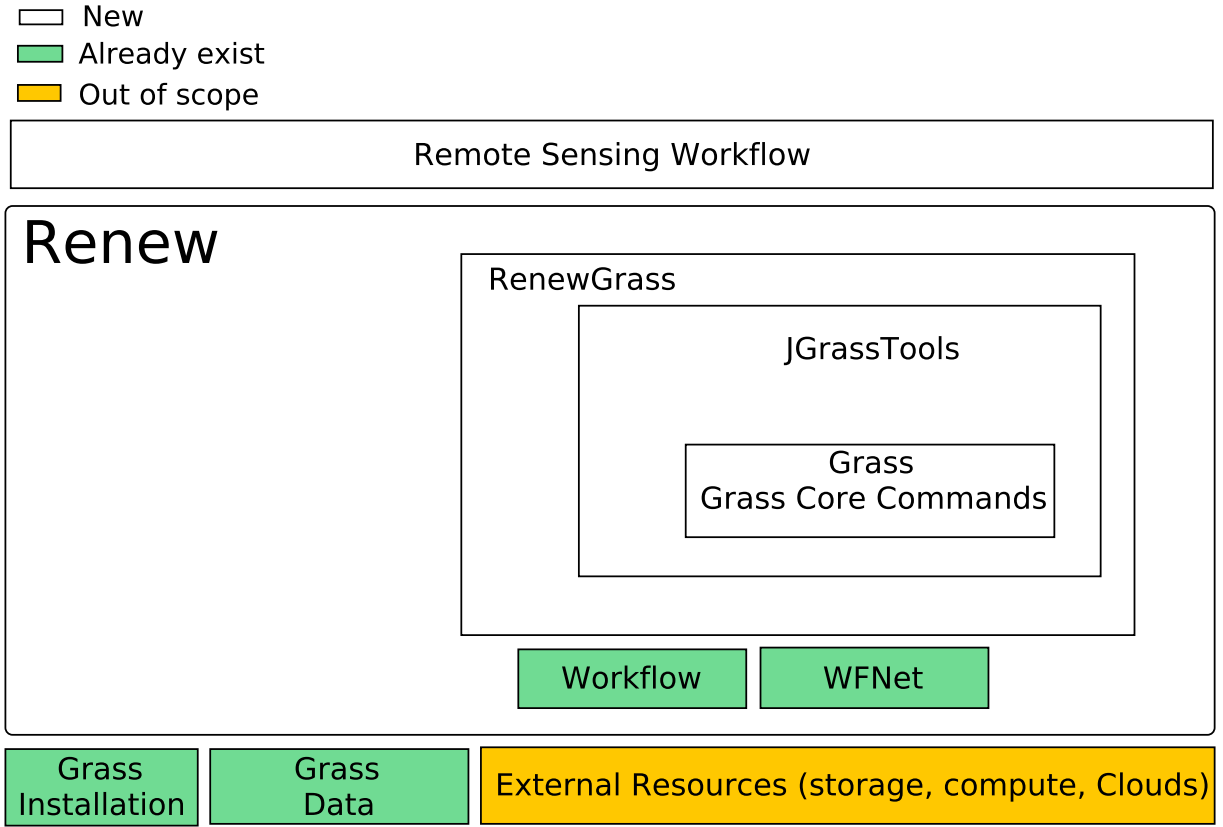 New
Already exist
Out of scope
Remote Sensing Workflow
Renew
RenewGrass
JGrassTools
Grass
Grass Core Commands
Workflow
WFNet
Grass
Installation
Grass
Data
External Resources (storage, compute, Clouds)